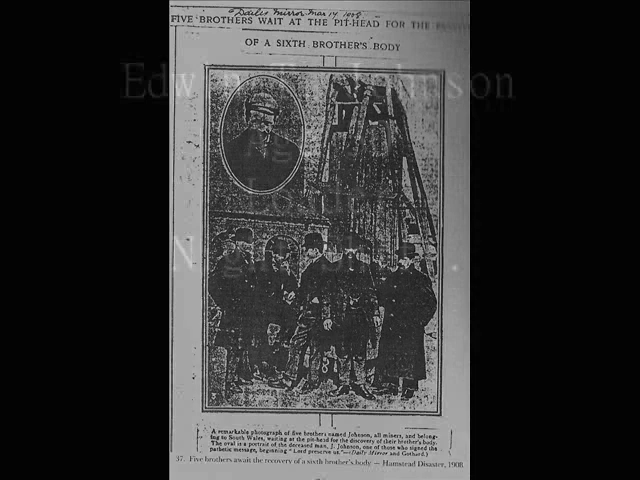 Daily Mirror Mar 14 1908
FIVE BROTHERS WAIT AT THE PIT-HEAD FOR THE
OF A SIXTH BROTHER'S BODY
Johnson
Night Shift.
A remarkable photograph of five brothers named Johnson, all miners, and belong-
ing to South Wales, waiting at the pit-head for the discovery of their brother's body.
The oval is a portrait of the deceased man, J. Johnson, one of those who signed the
pathetic message, beginning "Lord preserve us."—(Daily Mirror and Gothard.)
37. Five brothers await the recovery of a sixth brother's body — Hamstead Disaster, 1908